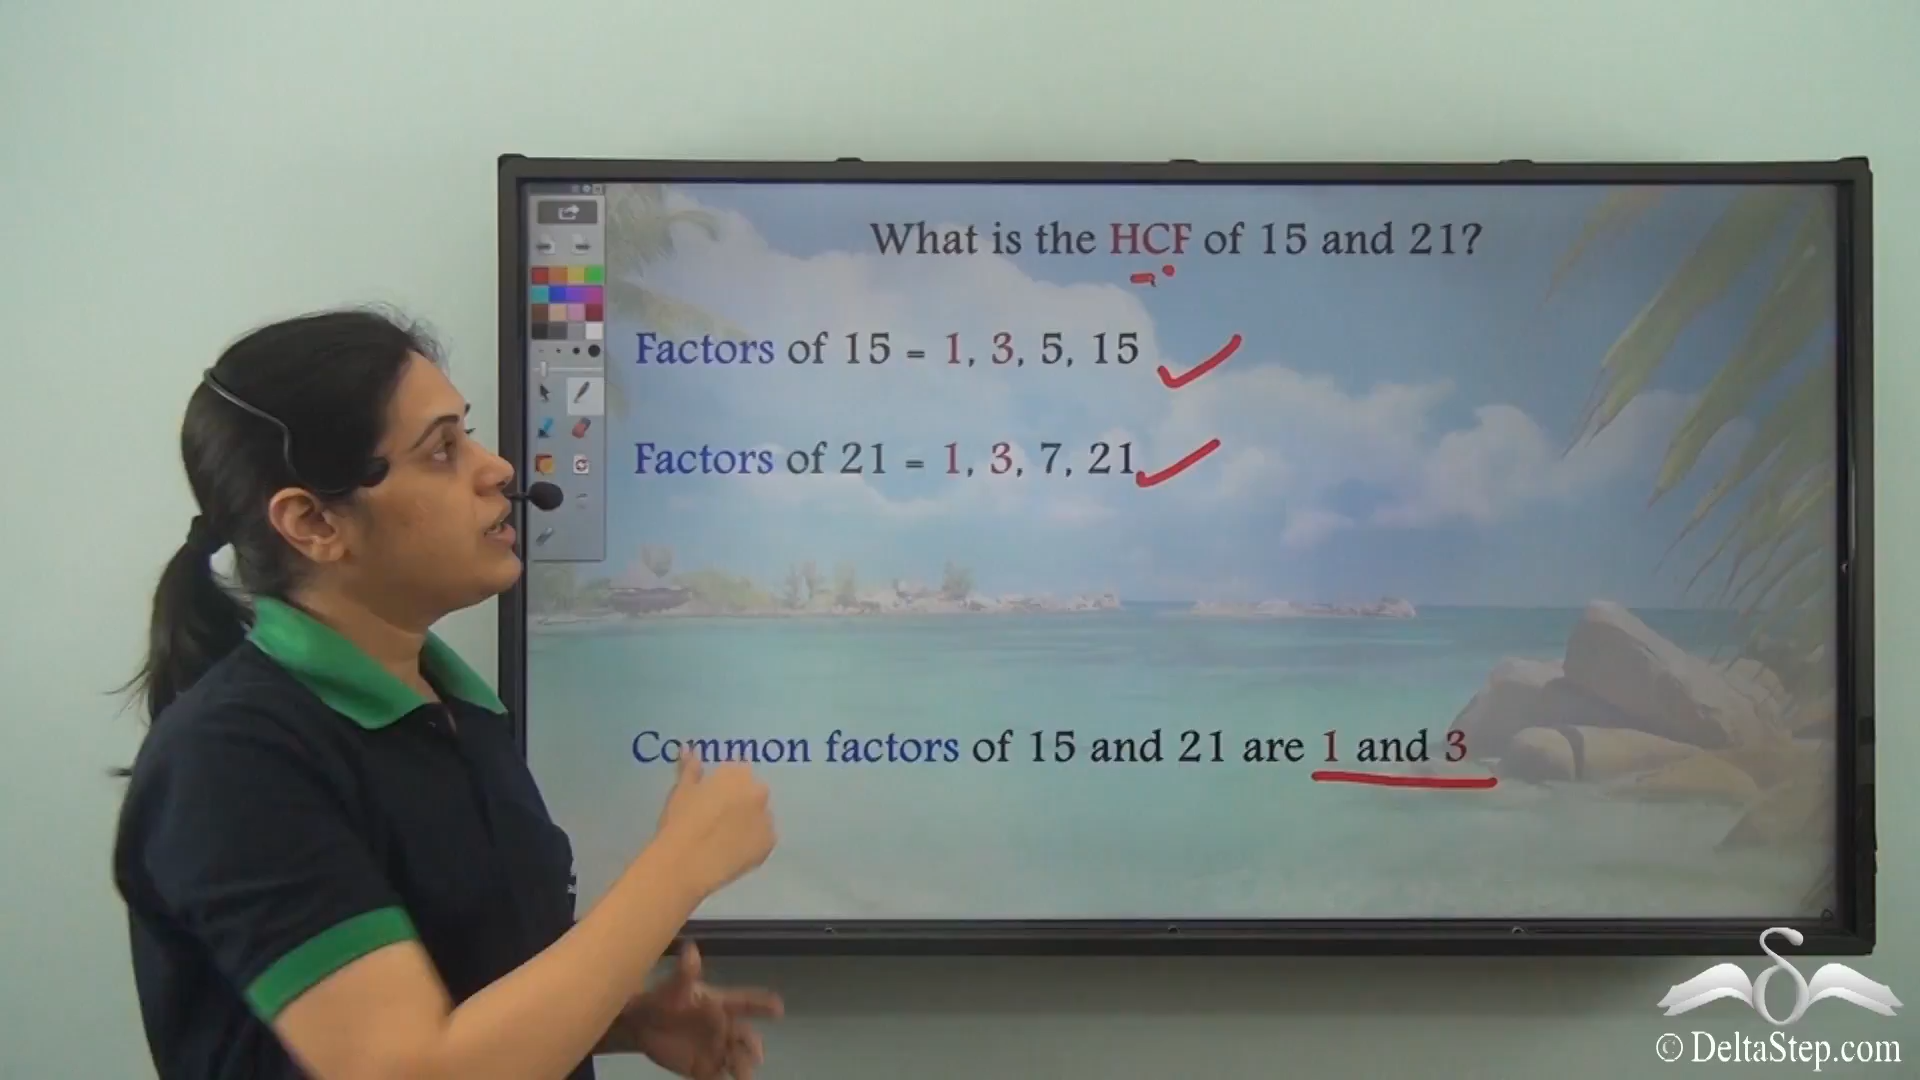 What is the HCF of 15 and 21?
Factors of 15 = 1, 3, 5, 15
Factors of 21 = 1, 3, 7, 21
Common factors of 15 and 21 are 1 and 3
© DeltaStep.com